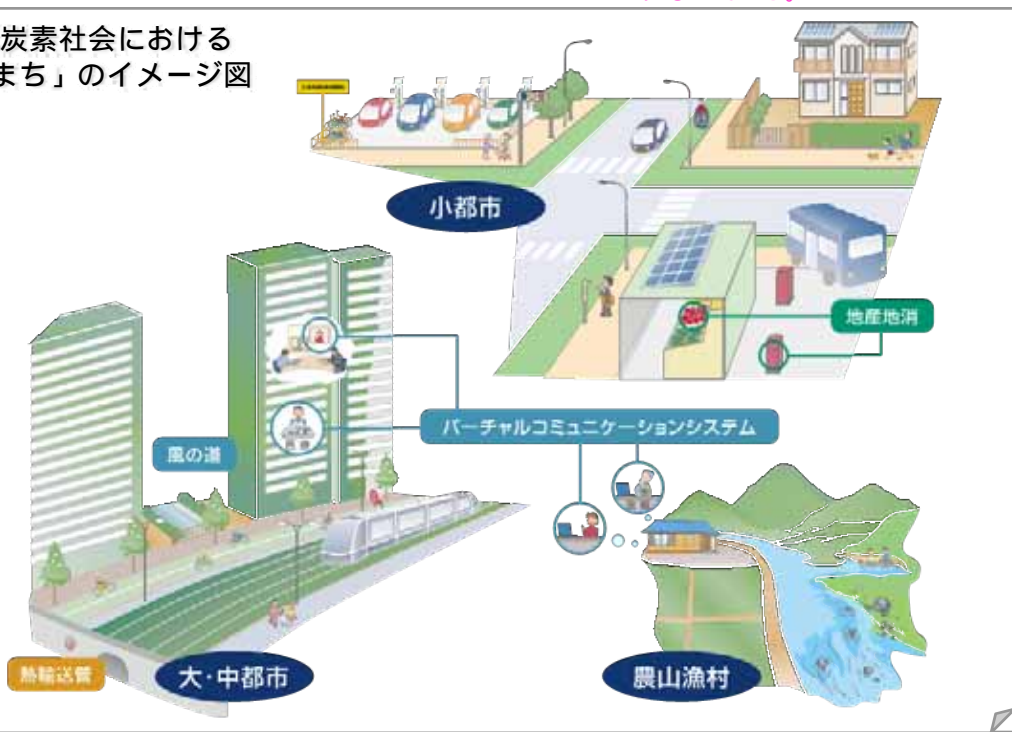 炭素社会における
まち」のイメージ図
小都市
地産地消
バーチャルコミュニケーションシステム
風の道
熱輸送管
大・中都市
農山漁村